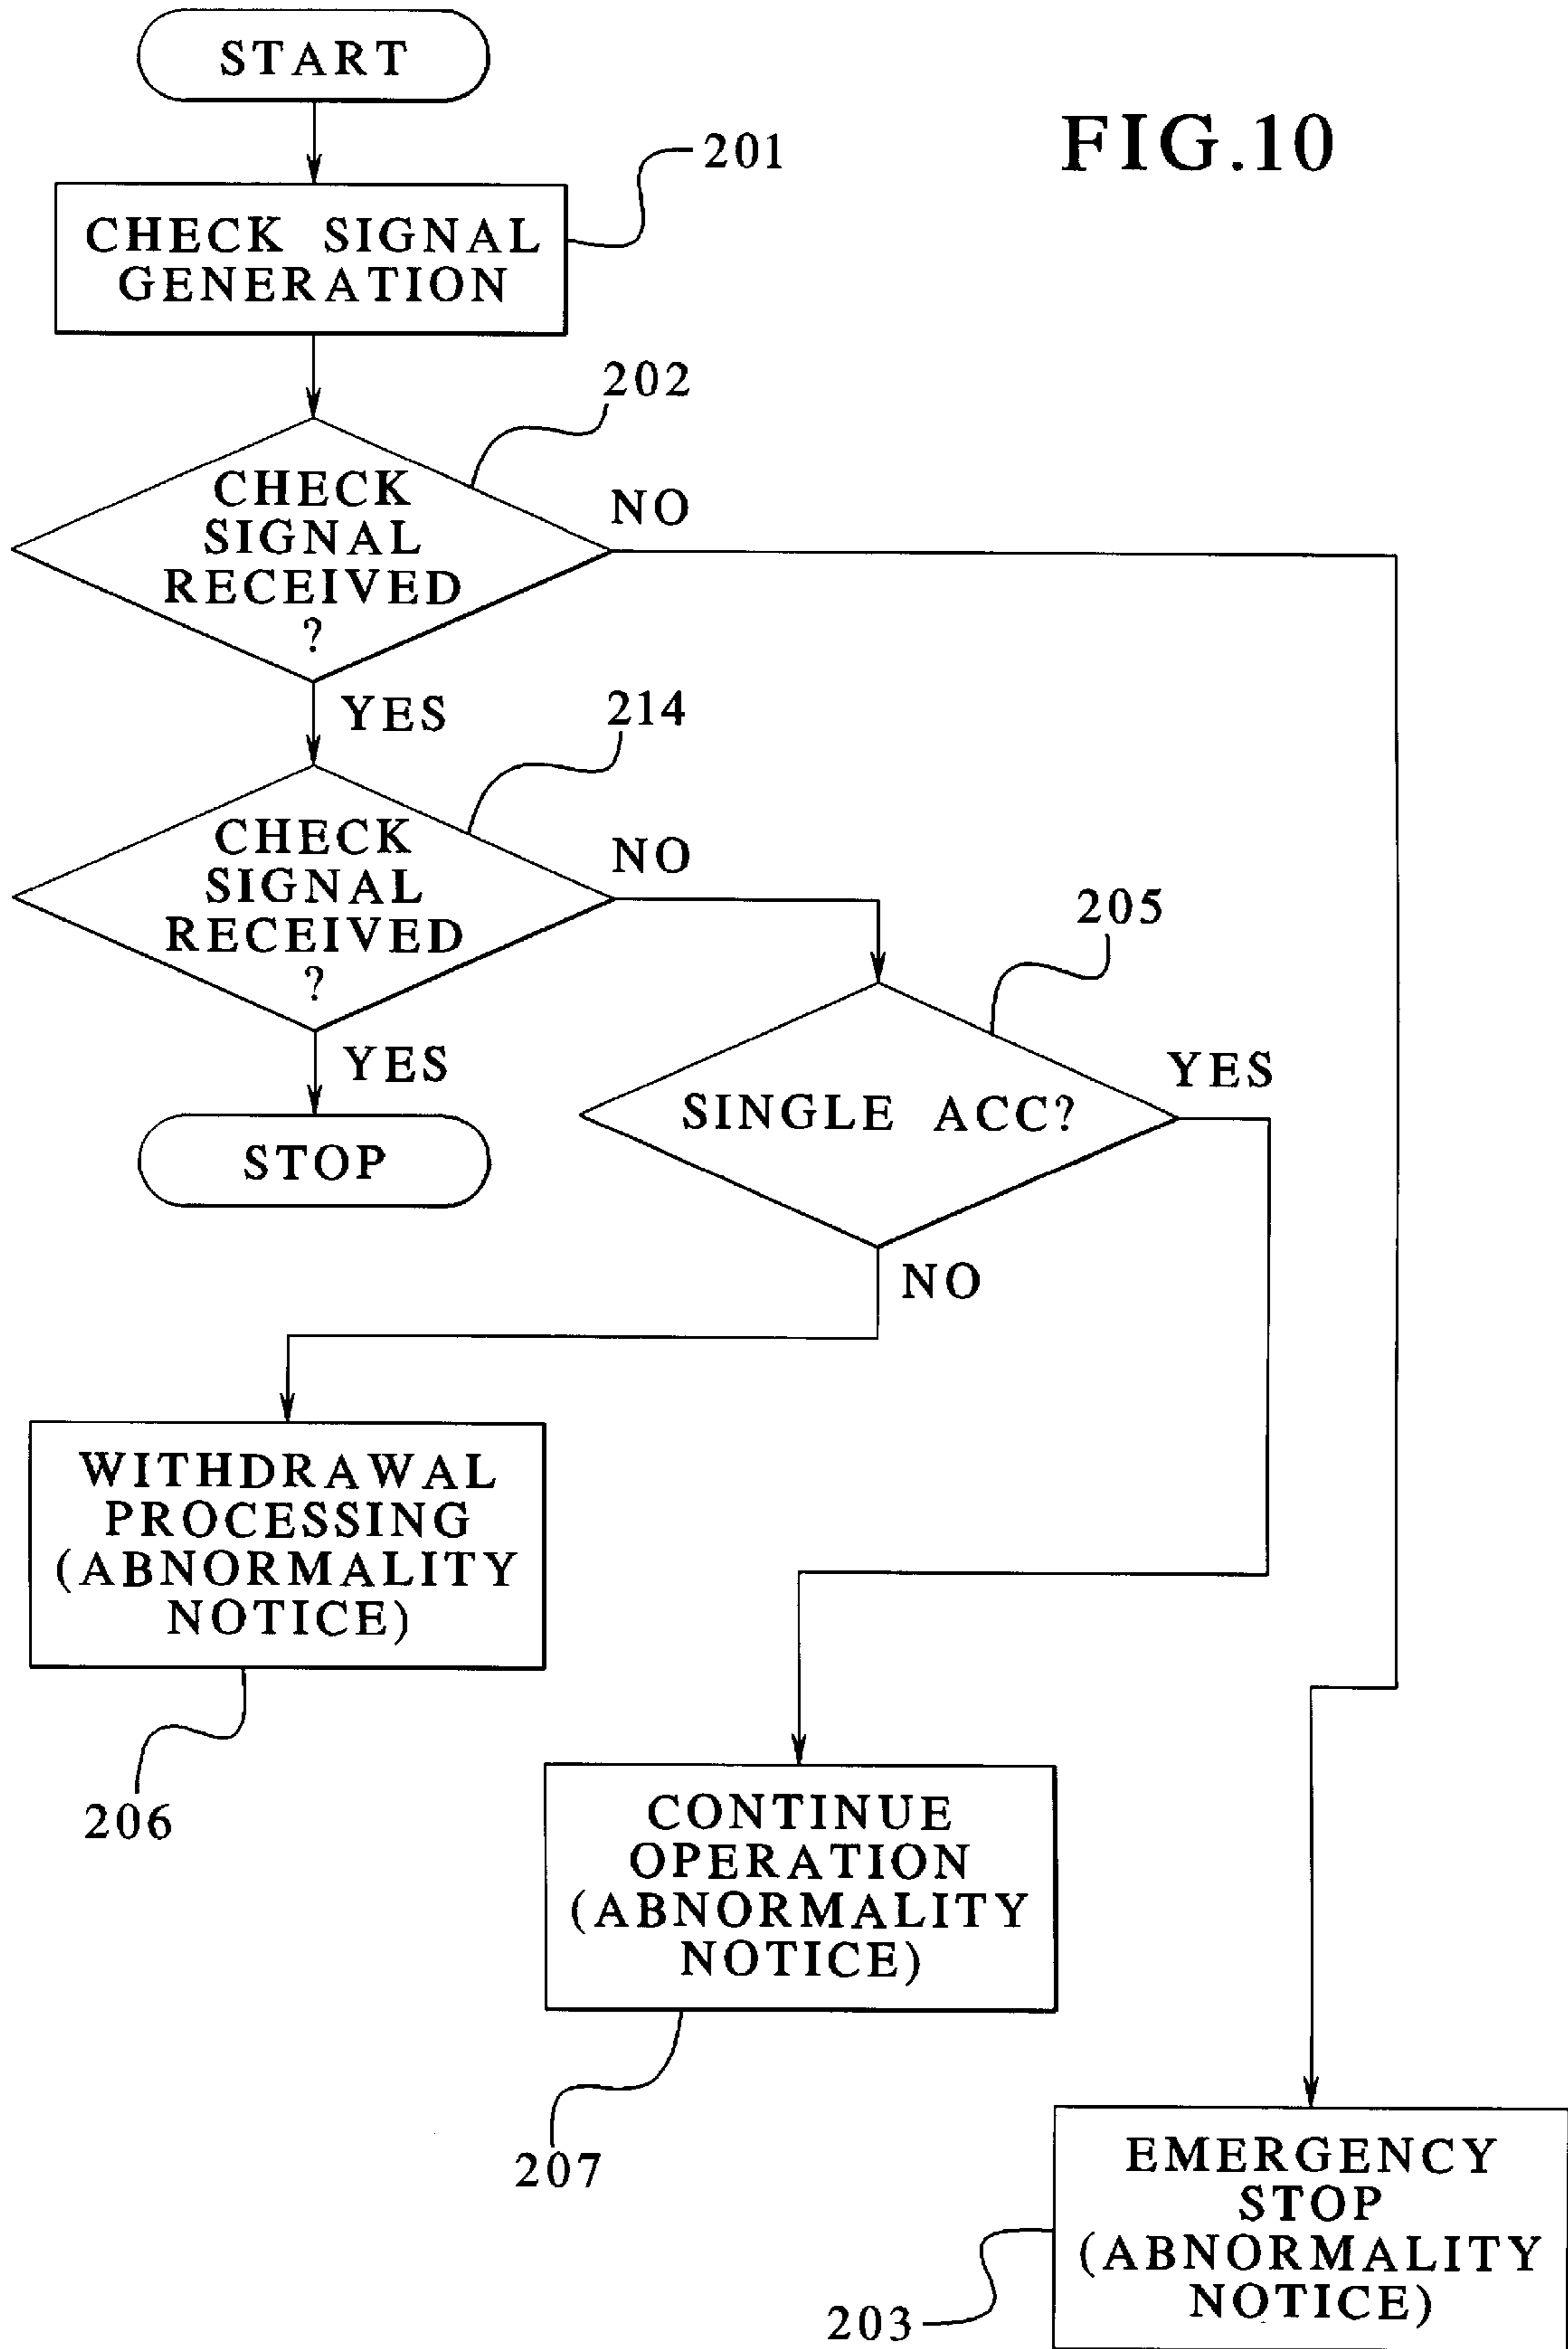 START
FIG.10
201
CHECK SIGNAL
GENERATION
202
CHECK
SIGNAL
RECEIVED
?
NO
YES
214
CHECK
SIGNAL
RECEIVED
?
NO
205
YES
SINGLE ACC?
YES
STOP
NO
WITHDRAWAL
PROCESSING
(ABNORMALITY
NOTICE)
206
CONTINUE
OPERATION
(ABNORMALITY
NOTICE)
207
EMERGENCY
STOP
(ABNORMALITY
NOTICE)
203